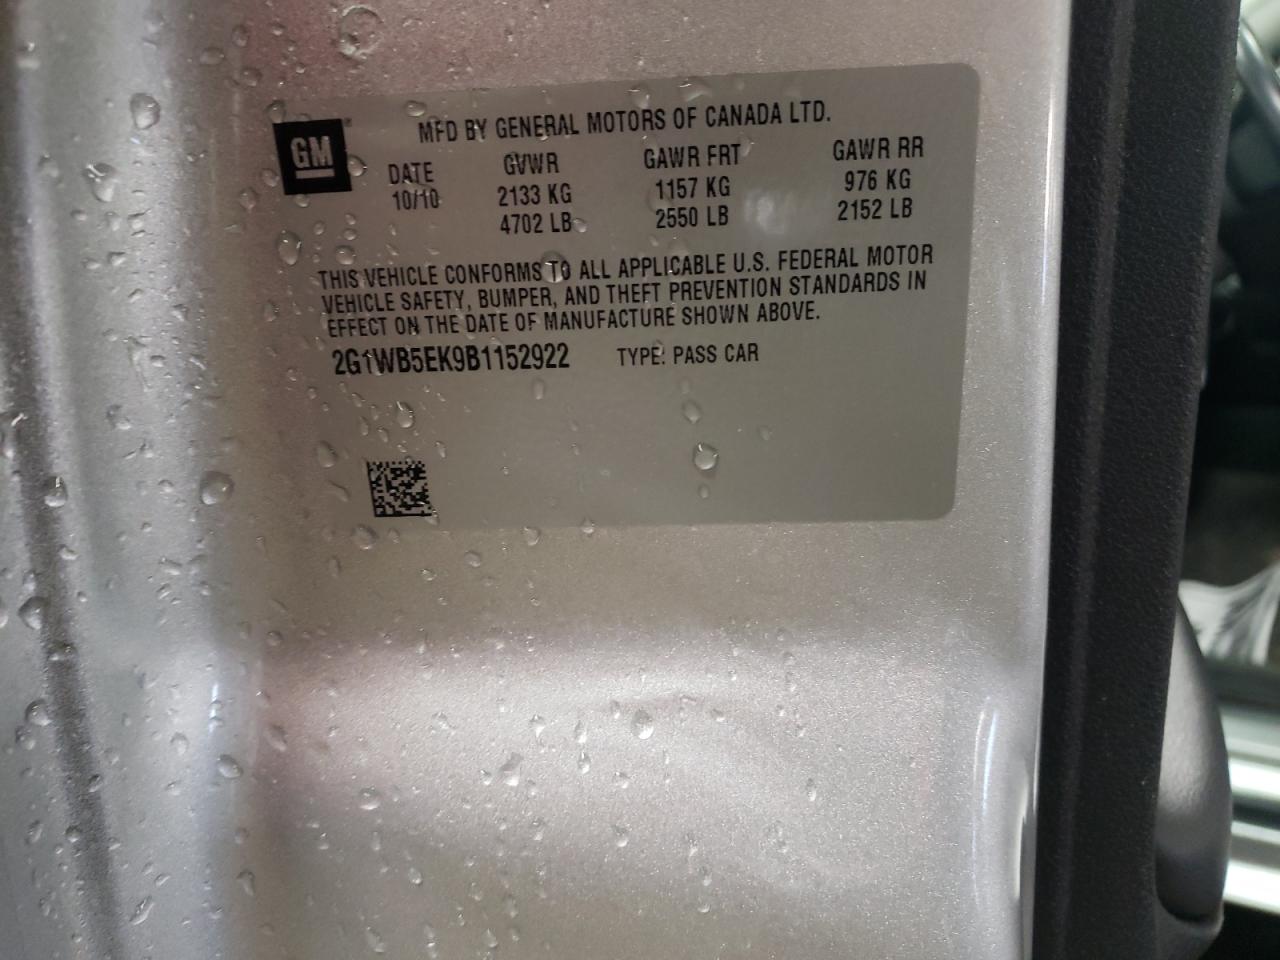 GM
MFD BY GENERAL MOTORS OF CANADA LTD.
DATE GVWR GAWR FRT GAWR RR
10/10 2133 KG 1157 KG 976 KG
4702 LB 2550 LB 2152 LB
THIS VEHICLE CONFORMS TO ALL APPLICABLE U.S. FEDERAL MOTOR
VEHICLE SAFETY, BUMPER, AND THEFT PREVENTION STANDARDS IN
EFFECT ON THE DATE OF MANUFACTURE SHOWN ABOVE.
2G1WB5EK9B1152922 TYPE: PASS CAR